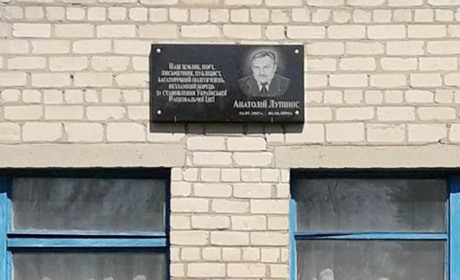 Наш земляк, поет,
письменник, публіцист,
багаторічний політв'язень,
незламний борець
за становлення Української
Національної Ідеї
Анатолій Лупиніс